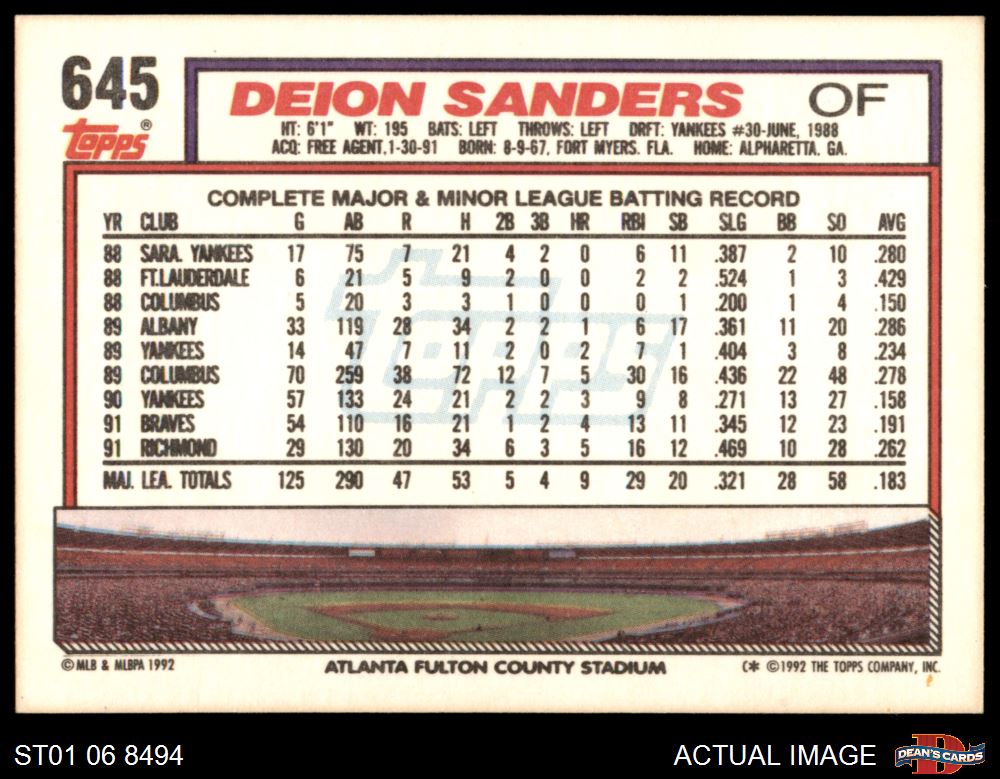 645
Topps®
DEION SANDERS OF
HT: 6'1" WT: 195 BATS: LEFT THROWS: LEFT DRFT: YANKEES #30-JUNE, 1988
ACQ: FREE AGENT,1-30-91 BORN: 8-9-67, FORT MYERS. FLA. HOME: ALPHARETTA. GA.
COMPLETE MAJOR & MINOR LEAGUE BATTING RECORD
YR CLUB G AB R H 2B 3B HR RBI SB SLG BB SO AVG
88 SARA. YANKEES 17 75 7 21 4 2 0 6 11 .387 2 10 .280
88 FT.LAUDERDALE 6 21 5 9 2 0 0 2 2 .524 1 3 .429
88 COLUMBUS 5 20 3 3 1 0 0 0 1 .200 1 4 .150
89 ALBANY 33 119 28 34 2 2 1 6 17 .361 11 20 .286
89 YANKEES 14 47 7 11 2 0 2 7 1 .404 3 8 .234
89 COLUMBUS 70 259 38 72 12 7 5 30 16 .436 22 48 .278
90 YANKEES 57 133 24 21 2 2 3 9 8 .271 13 27 .158
91 BRAVES 54 110 16 21 1 2 4 13 11 .345 12 23 .191
91 RICHMOND 29 130 20 34 6 3 5 16 12 .469 10 28 .262
MAJ. LEA. TOTALS 125 290 47 53 5 4 9 29 20 .321 28 58 .183
Topps
©MLB & MLBPA 1992 ATLANTA FULTON COUNTY STADIUM C* ©1992 THE TOPPS COMPANY, INC.
ST01 06 8494 ACTUAL IMAGE DEAN'S CARDS